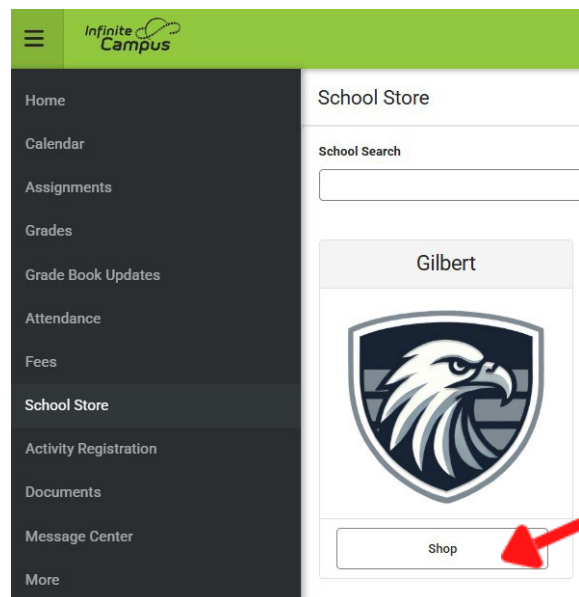 Infinite
Campus
Home
Calendar
Assignments
Grades
Grade Book Updates
Attendance
Fees
School Store
Activity Registration
Documents
Message Center
More
School Store
School Search
Gilbert
Shop